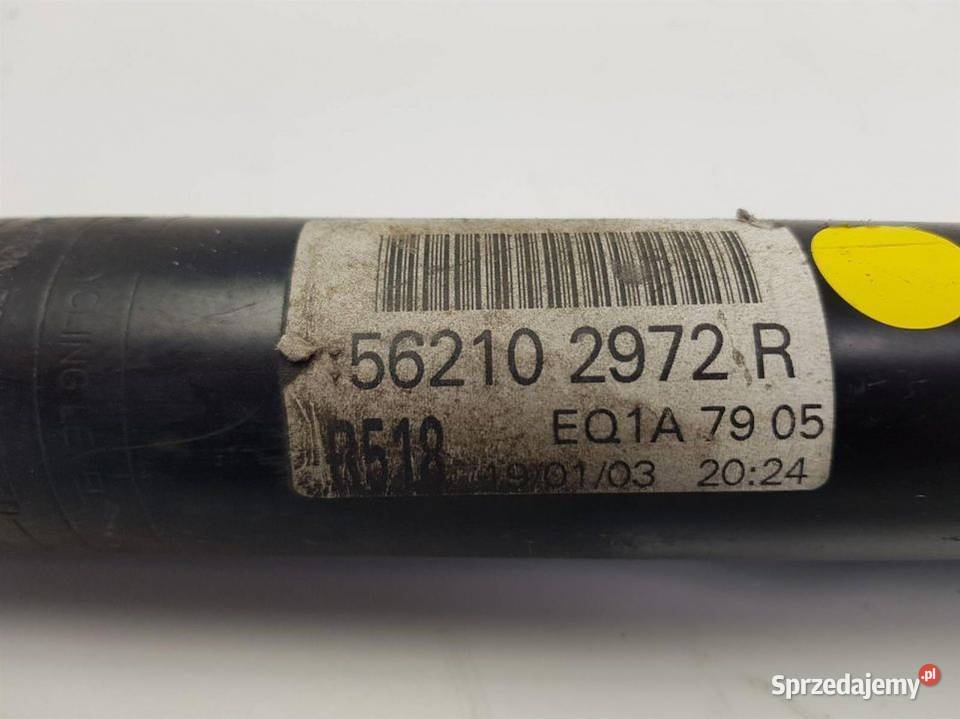 56210 2972 R
R518 EQ1A 79 05
19/01/03 20:24
Sprzedajemy.pl